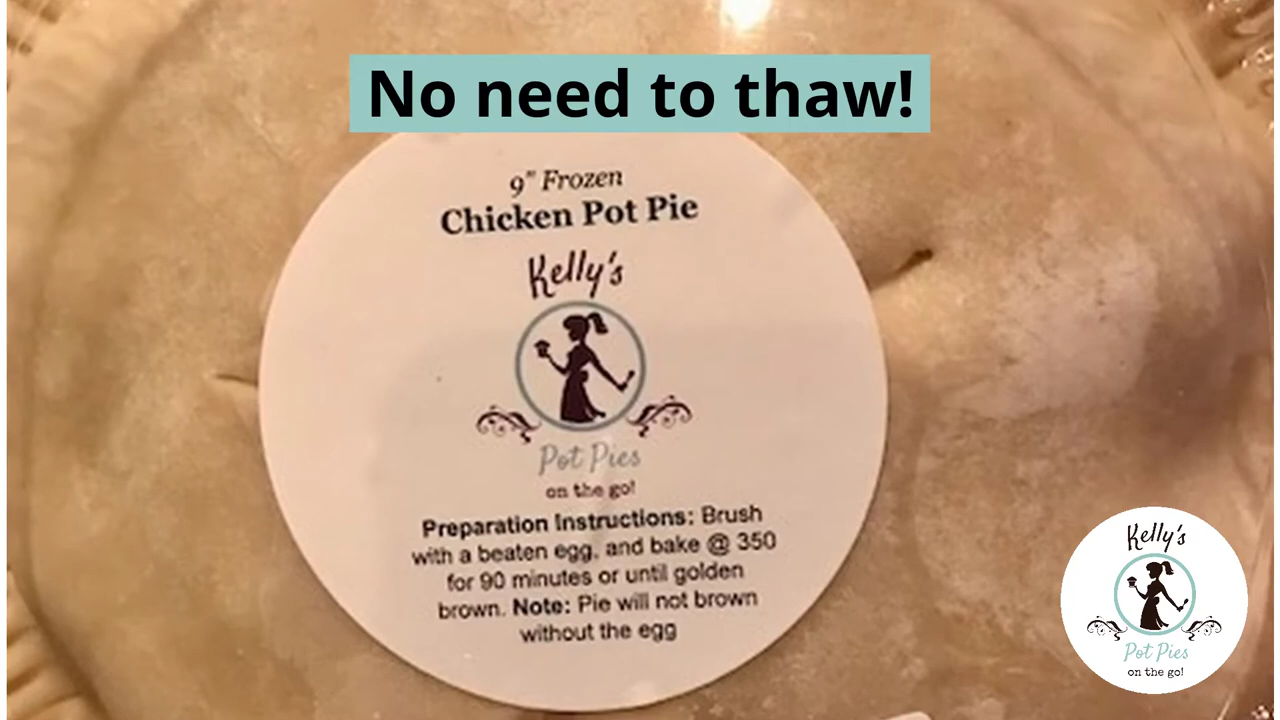 No need to thaw!
9" Frozen
Chicken Pot Pie
Kelly's
Pot Pies
on the go!
Preparation Instructions: Brush
with a beaten egg, and bake @ 350
for 90 minutes or until golden
brown. Note: Pie will not brown
without the egg
Kelly's
Pot Pies
on the go!